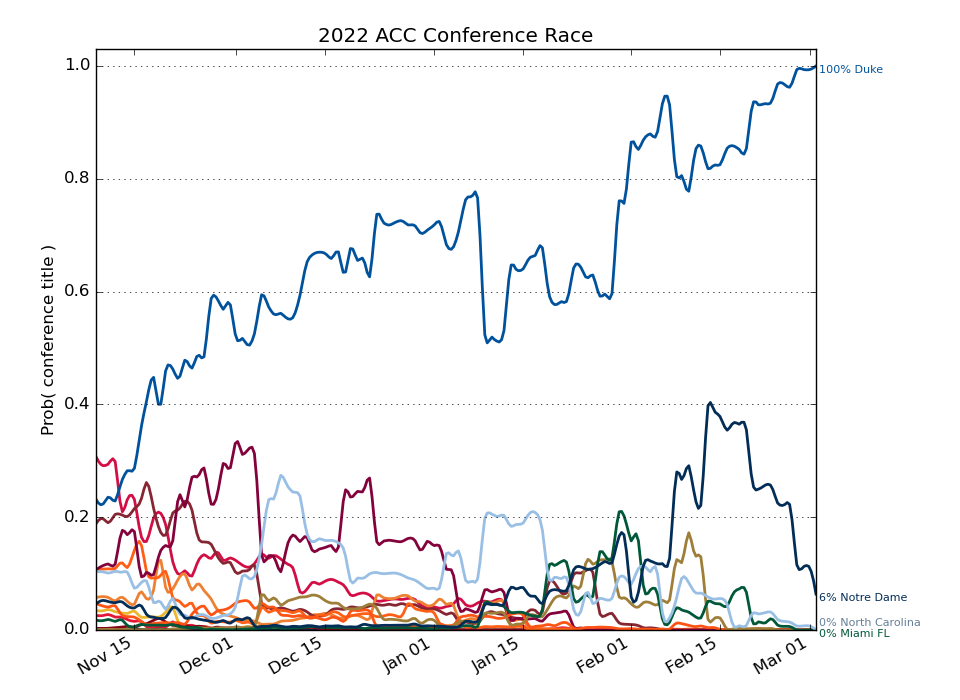 2022 ACC Conference Race
Prob( conference title )
1.0
0.8
0.6
0.4
0.2
0.0
Nov 15
Dec 01
Dec 15
Jan 01
Jan 15
Feb 01
Feb 15
Mar 01
100% Duke
6% Notre Dame
0% North Carolina
0% Miami FL